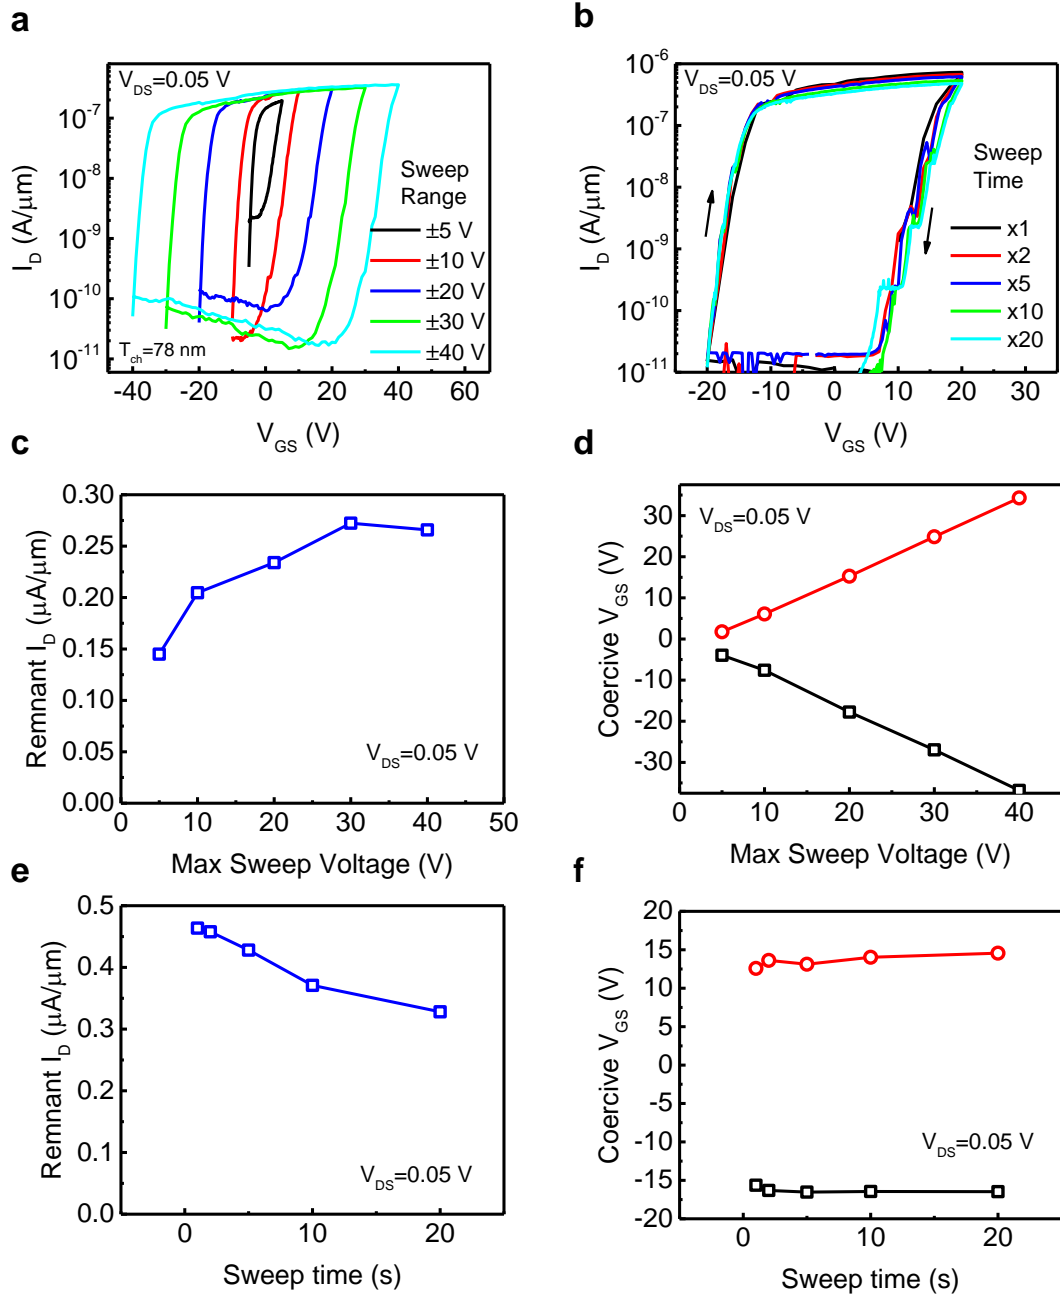 a
V_DS=0.05 V
10^-7
10^-8
10^-9
10^-10
10^-11
I_D (A/μm)
Sweep
Range
±5 V
±10 V
±20 V
±30 V
±40 V
T_ch=78 nm
-40 -20 0 20 40 60
V_GS (V)
b
V_DS=0.05 V
10^-6
10^-7
10^-8
10^-9
10^-10
10^-11
I_D (A/μm)
Sweep
Time
x1
x2
x5
x10
x20
-20 -10 0 10 20 30
V_GS (V)
c
0.30
0.25
0.20
0.15
0.10
0.05
0.00
Remnant I_D (μA/μm)
V_DS=0.05 V
0 10 20 30 40 50
Max Sweep Voltage (V)
d
V_DS=0.05 V
30
20
10
0
-10
-20
-30
Coercive V_GS (V)
0 10 20 30 40
Max Sweep Voltage (V)
e
0.5
0.4
0.3
0.2
0.1
0.0
Remnant I_D (μA/μm)
V_DS=0.05 V
0 10 20
Sweep time (s)
f
20
15
10
5
0
-5
-10
-15
-20
Coercive V_GS (V)
V_DS=0.05 V
0 10 20
Sweep time (s)